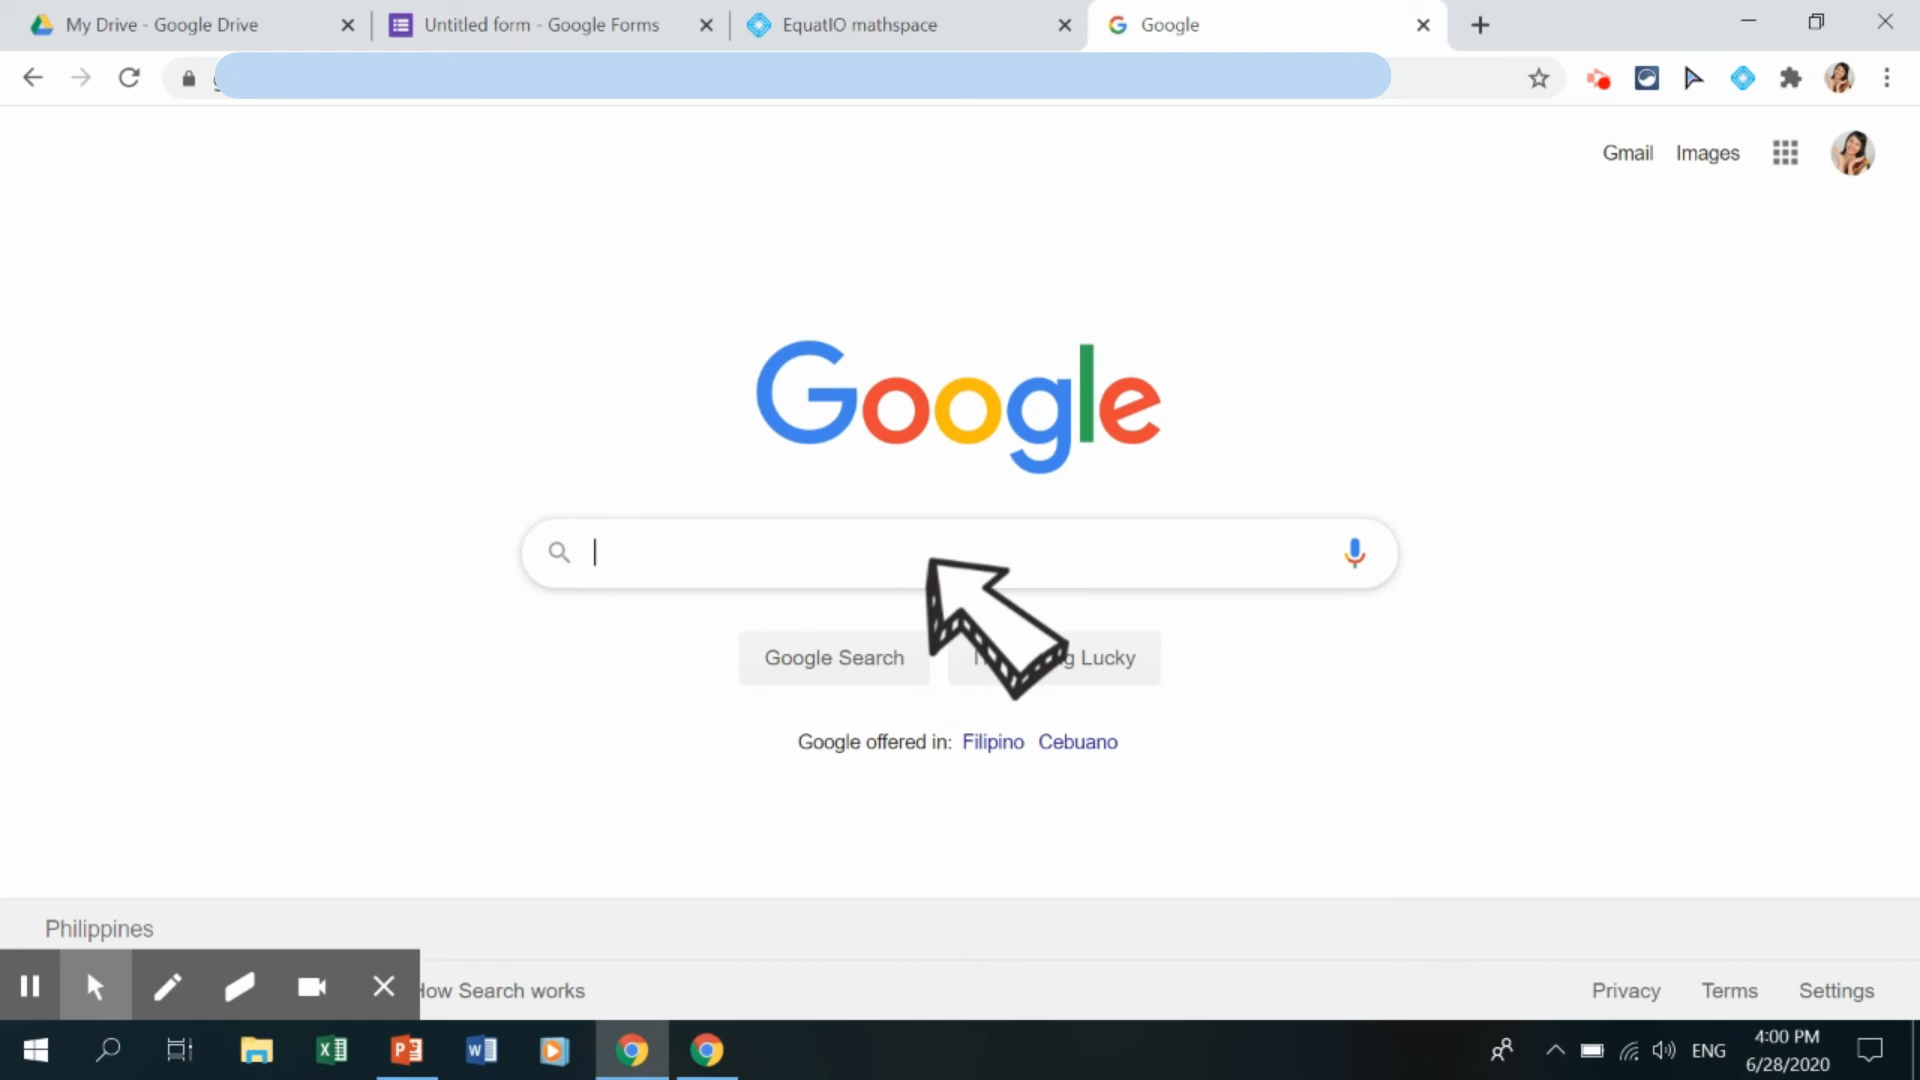 My Drive - Google Drive
Untitled form - Google Forms
EquatIO mathspace
Google
Gmail Images
Google
Google Search
Lucky
Google offered in: Filipino Cebuano
Philippines
How Search works
Privacy Terms Settings
ENG
4:00 PM
6/28/2020